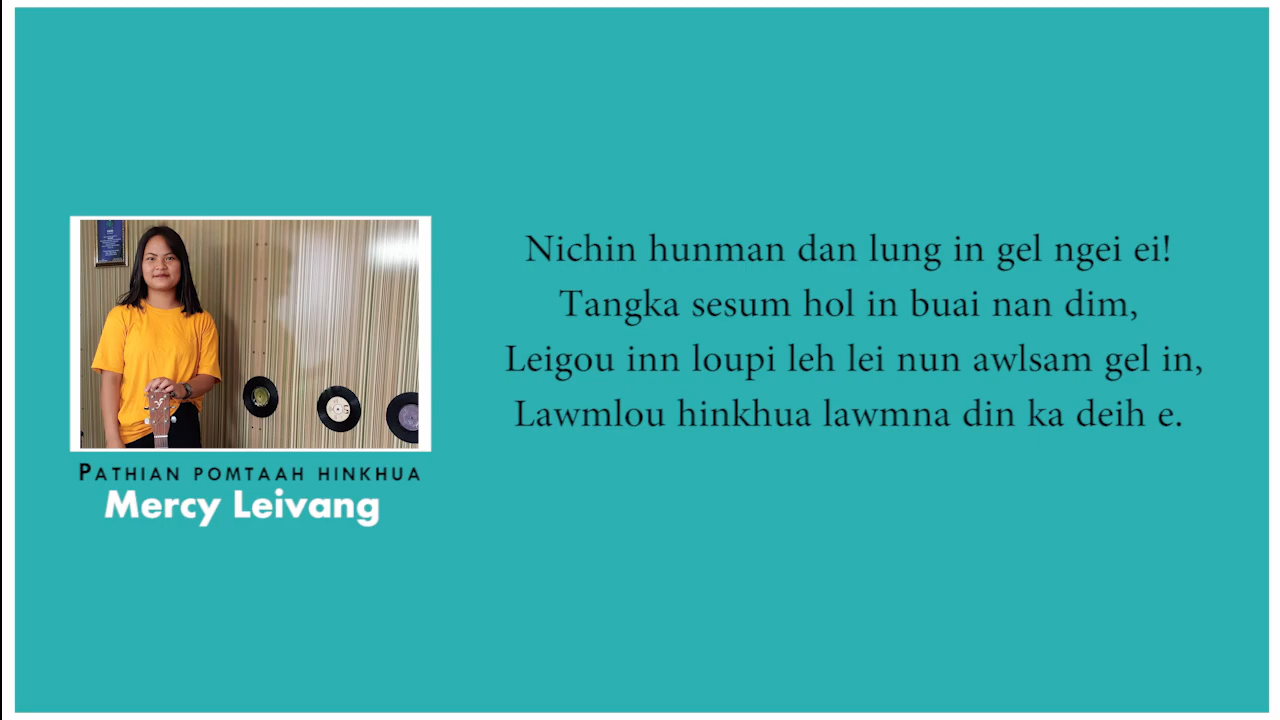 PATHIAN POMTAAH HINKHUA
Mercy Leivang
Nichin hunman dan lung in gel ngei ei!
Tangka sesum hol in buai nan dim,
Leigou inn loupi leh lei nun awlsam gel in,
Lawmlou hinkhua lawmna din ka deih e.